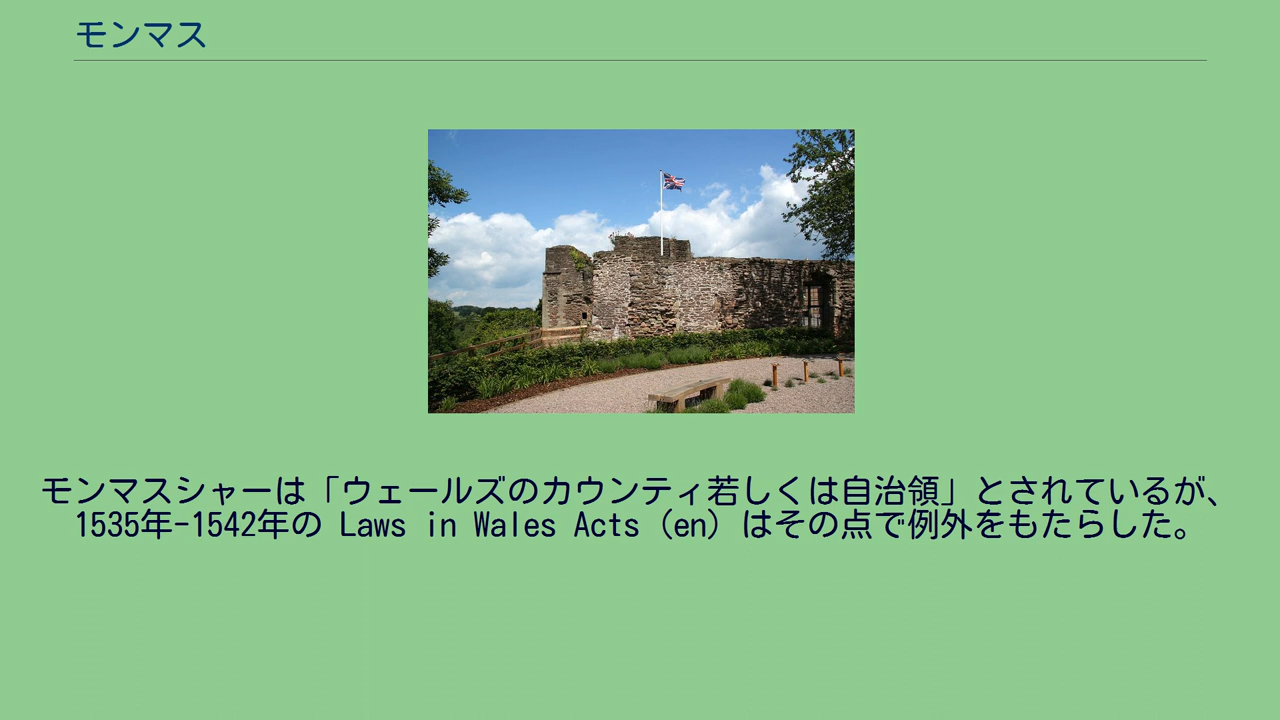 モンマス
モンマスシャーは「ウェールズのカウンティ若しくは自治領」とされているが、
1535年-1542年の Laws in Wales Acts (en) はその点で例外をもたらした。